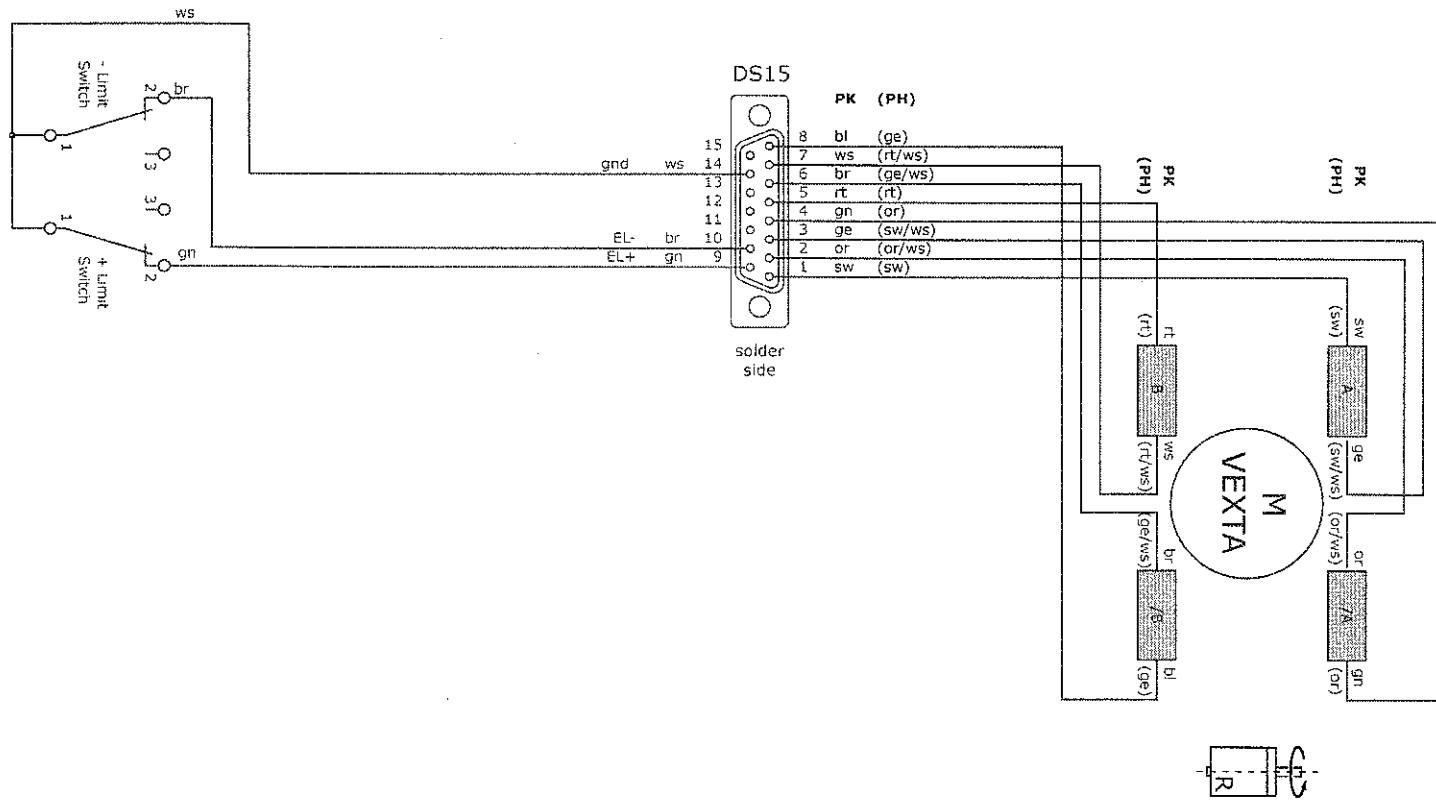 ws
- Limit
Switch
2
br
1
3
3
1
gn
2
+ Limit
Switch
DS15
PK (PH)
8 bl (ge)
7 ws (rt/ws)
6 br (ge/ws)
5 rt (rt)
4 gn (or)
3 ge (sw/ws)
2 or (or/ws)
1 sw (sw)
15
gnd ws 14
13
12
11
EL- br 10
EL+ gn 9
solder
side
PK
(PH)
PK
(PH)
rt
(rt)
B
ws
(rt/ws)
br
(ge/ws)
/B
bl
(ge)
sw
(sw)
A
ge
(sw/ws)
or
(or/ws)
/A
gn
(or)
M
VEXTA
R